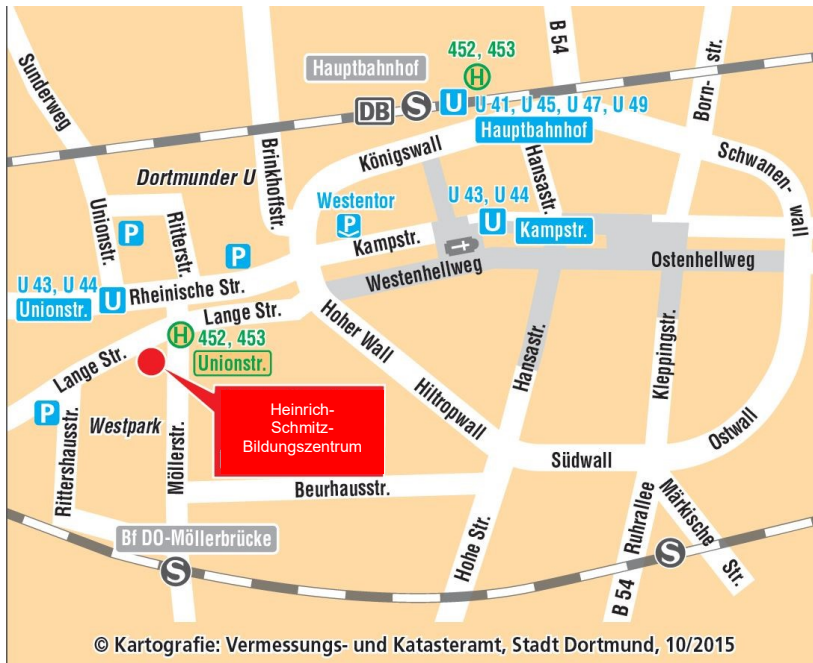 B 54
Born-
str.
452, 453
H
Hauptbahnhof
Sunderweg
DB
S
U
U 41, U 45, U 47, U 49
Hauptbahnhof
Brinkhoffstr.
Königswall
Hansastr.
Schwanen-
wall
Dortmunder U
Unionstr.
Ritterstr.
P
Westentor
P
U 43, U 44
U
Kampstr.
Kampstr.
P
Westenhellweg
Ostenhellweg
U 43, U 44
Unionstr.
U
Rheinische Str.
Lange Str.
H
452, 453
Unionstr.
Hoher Wall
Hansastr.
Kleppingstr.
Lange Str.
Hiltropwall
P
Westpark
Heinrich-
Schmitz-
Bildungszentrum
Ostwall
Rittershausstr.
Möllerstr.
Südwall
Beurhausstr.
Hohe Str.
Ruhrallee
B 54
Märkische
Str.
Bf DO-Möllerbrücke
S
S
© Kartografie: Vermessungs- und Katasteramt, Stadt Dortmund, 10/2015